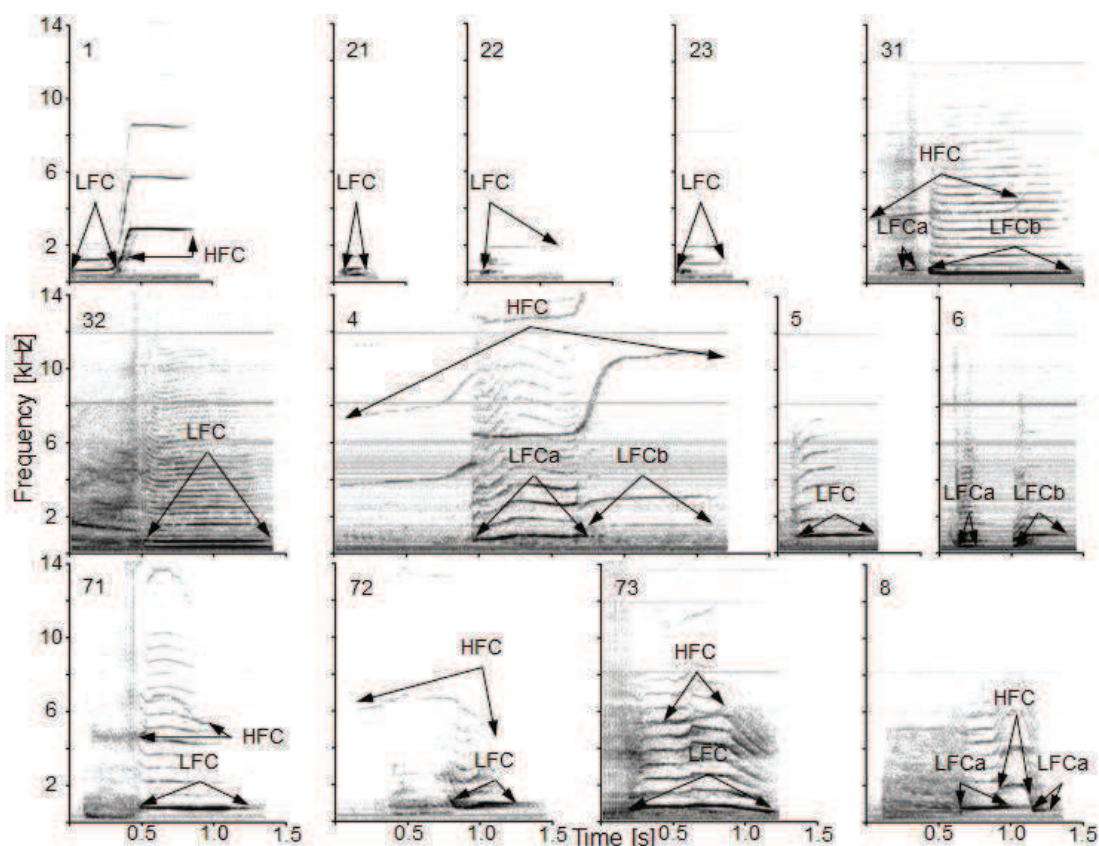 14
1
21
22
23
31
10
6
LFC
LFC
LFC
LFC
HFC
2
HFC
LFCa
LFCb
14
32
4
HFC
5
6
10
6
LFC
LFCa
LFCb
LFC
LFCa
LFCb
2
Frequency [kHz]
14
71
72
73
8
10
HFC
HFC
6
HFC
HFC
LFC
LFC
LFC
LFCa
LFCa
2
0.5
1.0
1.5
0.5
1.0
1.5
0.5
1.0
1.5
0.5
1.0
1.5
Time [s]